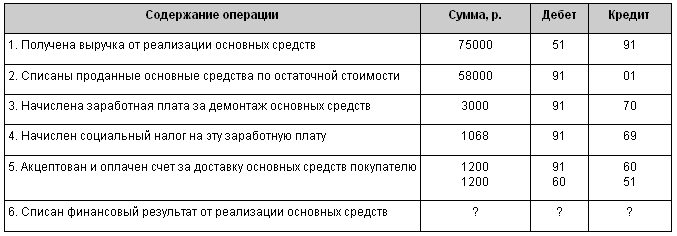 Содержание операции Сумма, р. Дебет Кредит
1. Получена выручка от реализации основных средств 75000 51 91
2. Списаны проданные основные средства по остаточной стоимости 58000 91 01
3. Начислена заработная плата за демонтаж основных средств 3000 91 70
4. Начислен социальный налог на эту заработную плату 1068 91 69
5. Акцептован и оплачен счет за доставку основных средств покупателю 1200 91 60
1200 60 51
6. Списан финансовый результат от реализации основных средств ? ? ?